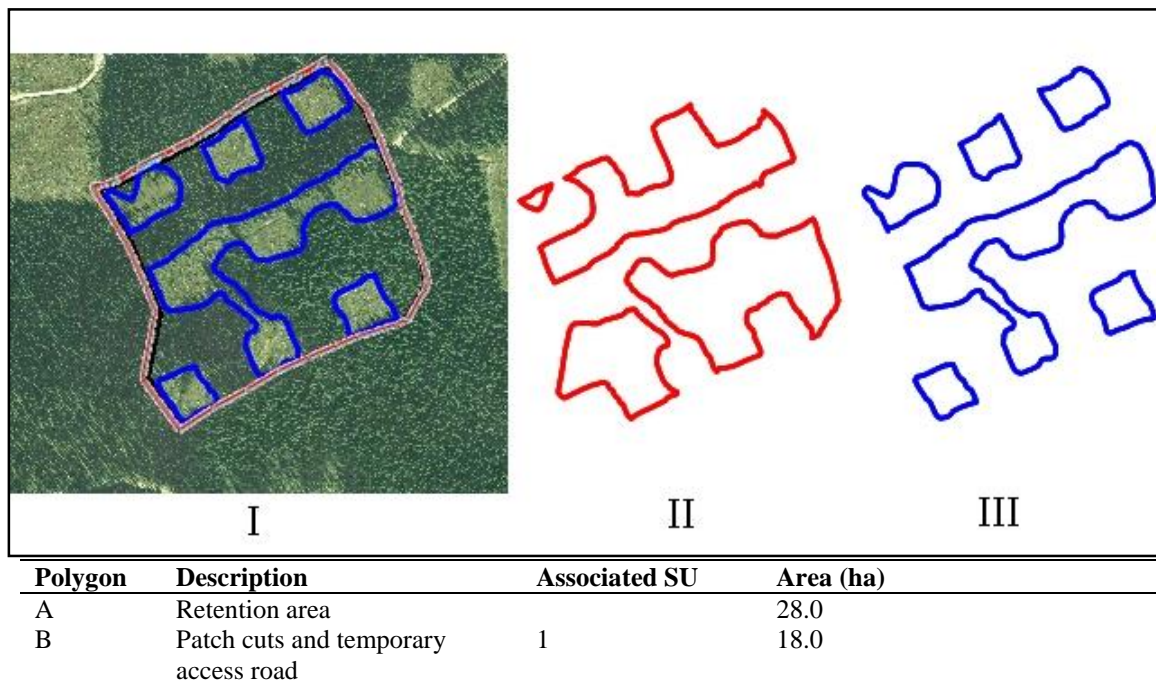 I
II
III
Polygon Description Associated SU Area (ha)
A Retention area 28.0
B Patch cuts and temporary 1 18.0
access road